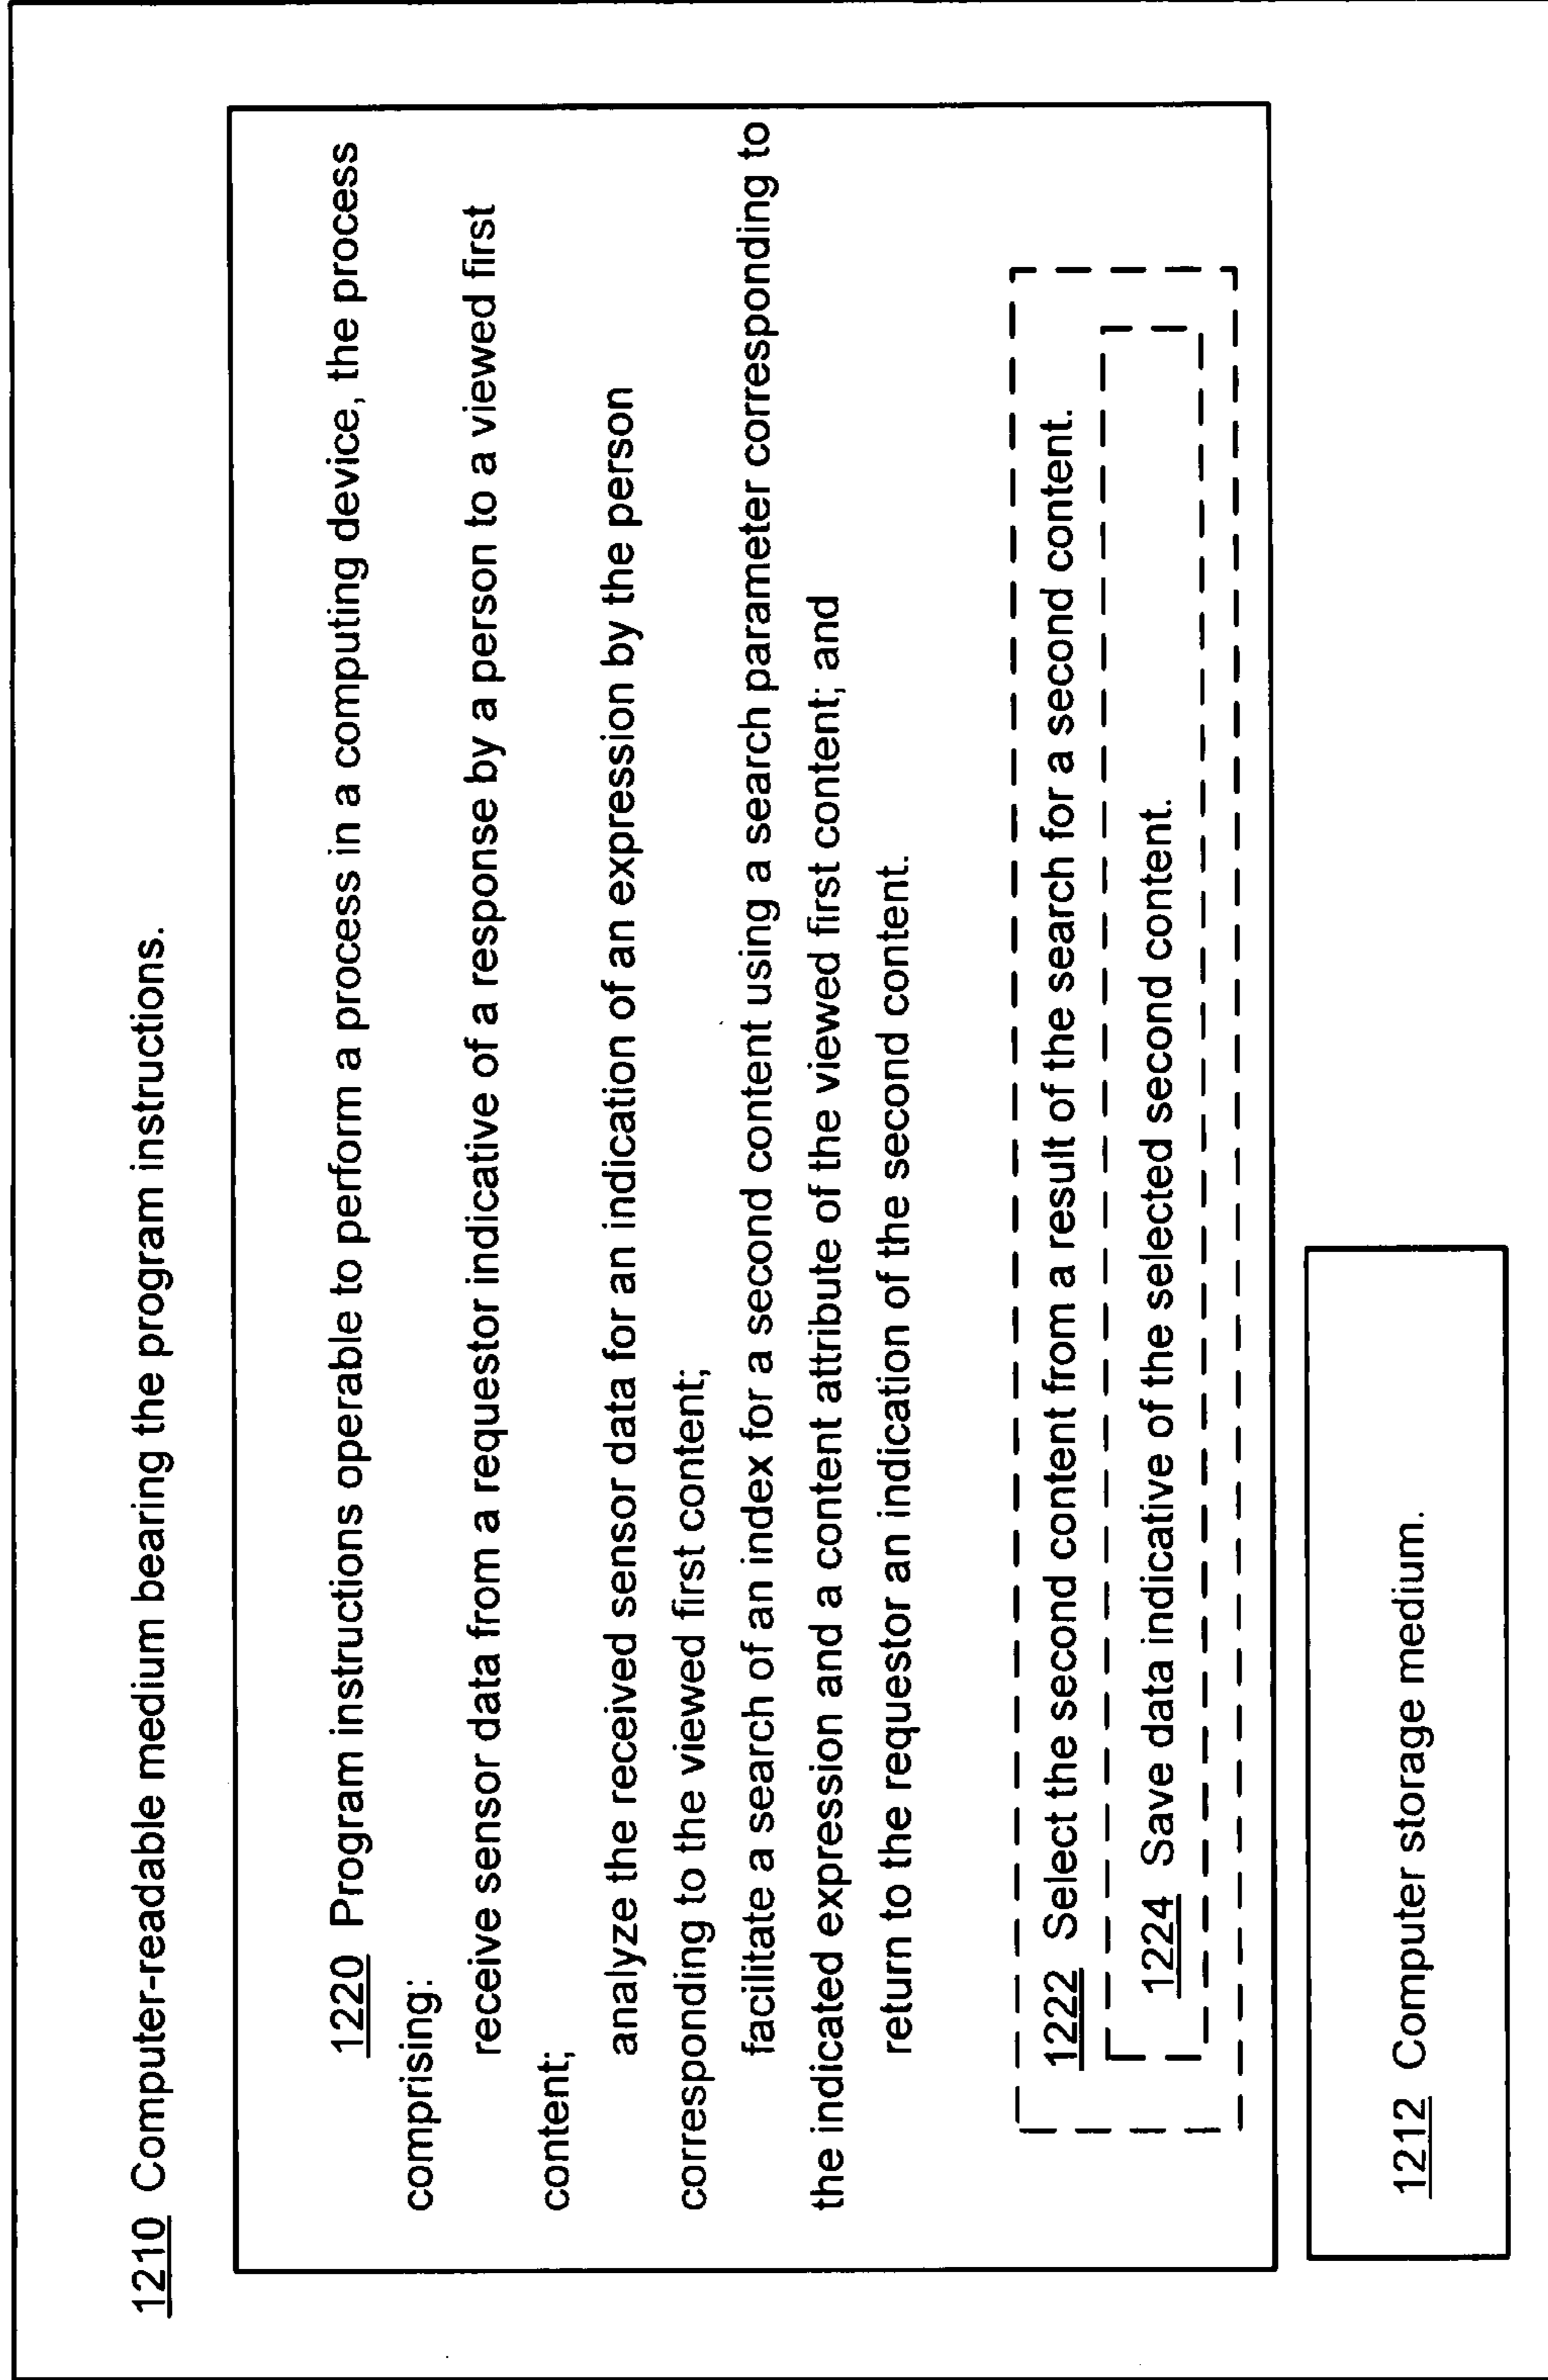 1210 Computer-readable medium bearing the program instructions.
1220 Program instructions operable to perform a process in a computing device, the process
comprising:
receive sensor data from a requestor indicative of a response by a person to a viewed first
content;
analyze the received sensor data for an indication of an expression by the person
corresponding to the viewed first content;
facilitate a search of an index for a second content using a search parameter corresponding to
the indicated expression and a content attribute of the viewed first content; and
return to the requestor an indication of the second content.
1222 Select the second content from a result of the search for a second content.
1224 Save data indicative of the selected second content.
1212 Computer storage medium.